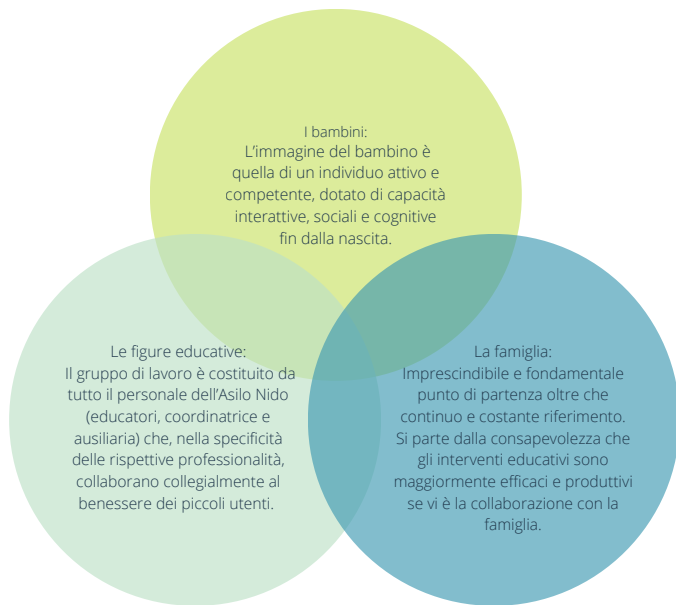 I bambini:
L'immagine del bambino è
quella di un individuo attivo e
competente, dotato di capacità
interattive, sociali e cognitive
fin dalla nascita.
Le figure educative:
Il gruppo di lavoro è costituito da
tutto il personale dell'Asilo Nido
(educatori, coordinatrice e
ausiliaria) che, nella specificità
delle rispettive professionalità,
collaborano collegialmente al
benessere dei piccoli utenti.
La famiglia:
Imprescindibile e fondamentale
punto di partenza oltre che
continuo e costante riferimento.
Si parte dalla consapevolezza che
gli interventi educativi sono
maggiormente efficaci e produttivi
se vi è la collaborazione con la
famiglia.